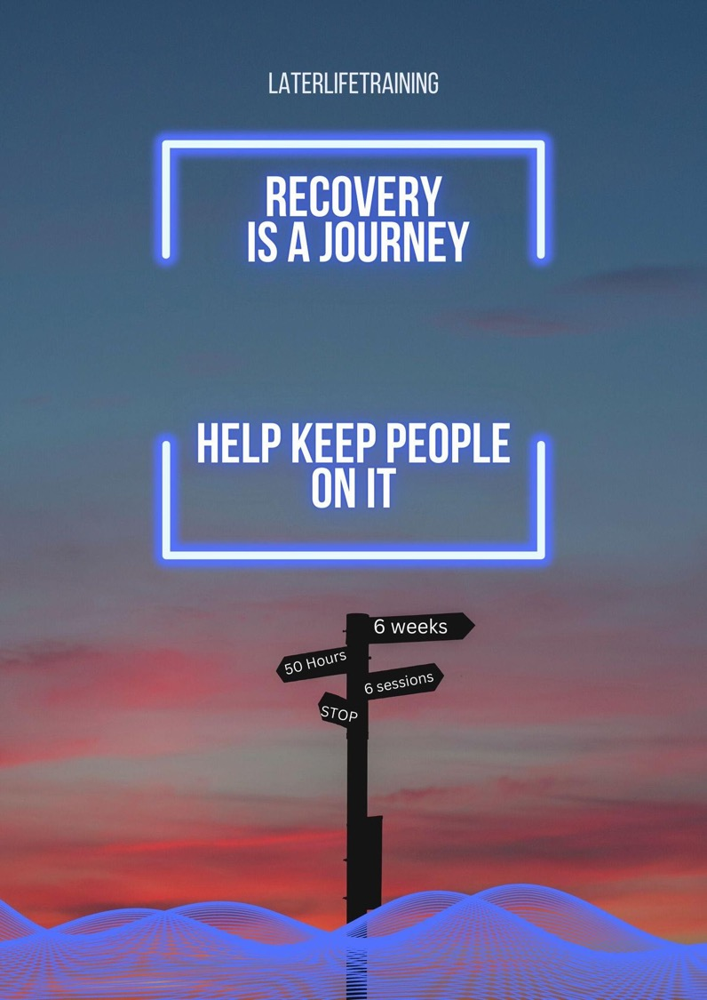 LATERLIFETRAINING
RECOVERY
IS A JOURNEY
HELP KEEP PEOPLE
ON IT
6 weeks
50 Hours
6 sessions
STOP